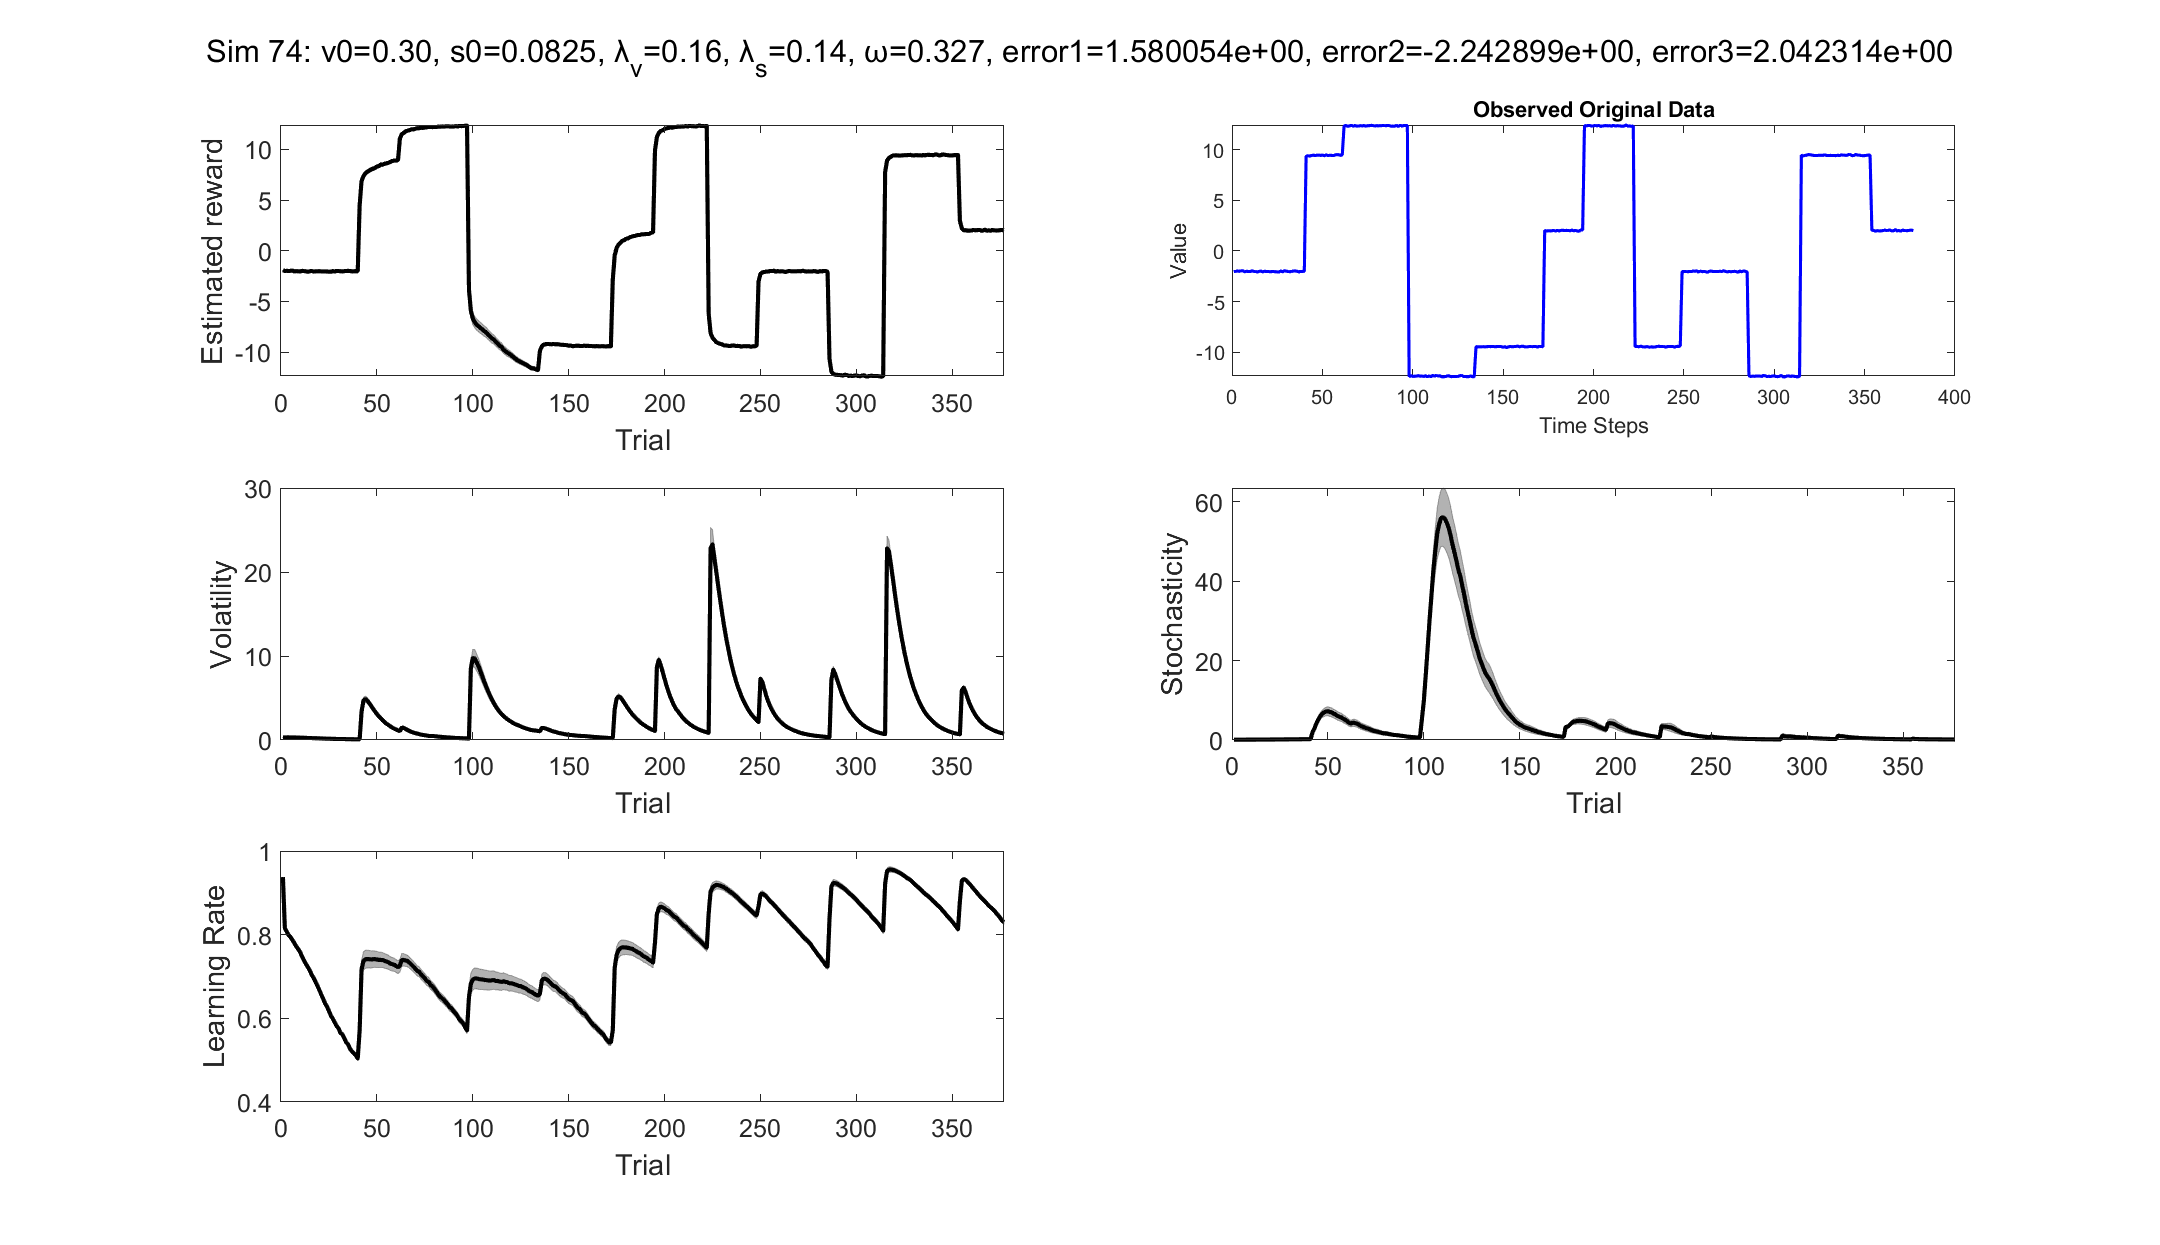 Sim 74: v0=0.30, s0=0.0825, λv=0.16, λs=0.14, ω=0.327, error1=1.580054e+00, error2=-2.242899e+00, error3=2.042314e+00
Estimated reward
10
5
0
-5
-10
0 50 100 150 200 250 300 350
Trial
Observed Original Data
Value
10
5
0
-5
-10
0 50 100 150 200 250 300 350 400
Time Steps
Volatility
30
20
10
0
0 50 100 150 200 250 300 350
Trial
Stochasticity
60
40
20
0
0 50 100 150 200 250 300 350
Trial
Learning Rate
1
0.8
0.6
0.4
0 50 100 150 200 250 300 350
Trial